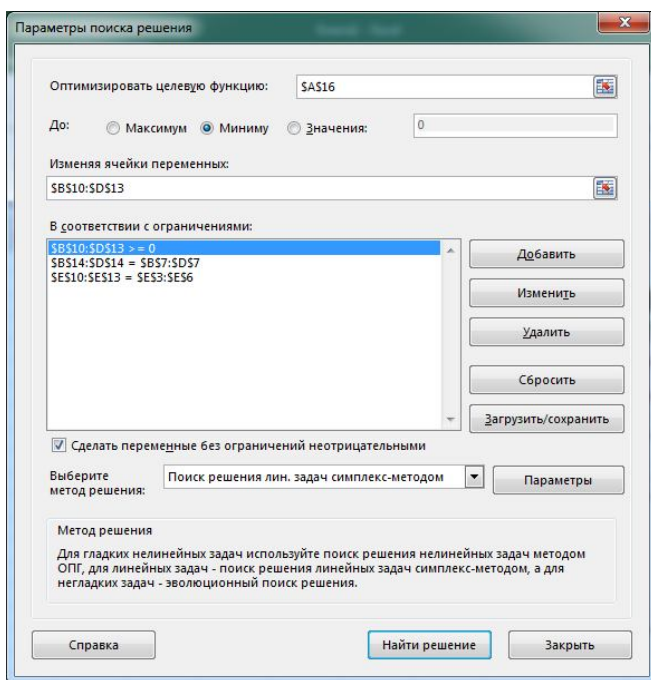 Параметры поиска решения
Оптимизировать целевую функцию: $A$16
До: Максимум Миниму Значения: 0
Изменяя ячейки переменных:
$B$10:$D$13
В соответствии с ограничениями:
$B$10:$D$13 >= 0
$B$14:$D$14 = $B$7:$D$7
$E$10:$E$13 = $E$3:$E$6
Добавить
Изменить
Удалить
Сбросить
Загрузить/сохранить
Сделать переменные без ограничений неотрицательными
Выберите
метод решения:
Поиск решения лин. задач симплекс-методом
Параметры
Метод решения
Для гладких нелинейных задач используйте поиск решения нелинейных задач методом
ОПГ, для линейных задач - поиск решения линейных задач симплекс-методом, а для
негладких задач - эволюционный поиск решения.
Справка
Найти решение
Закрыть